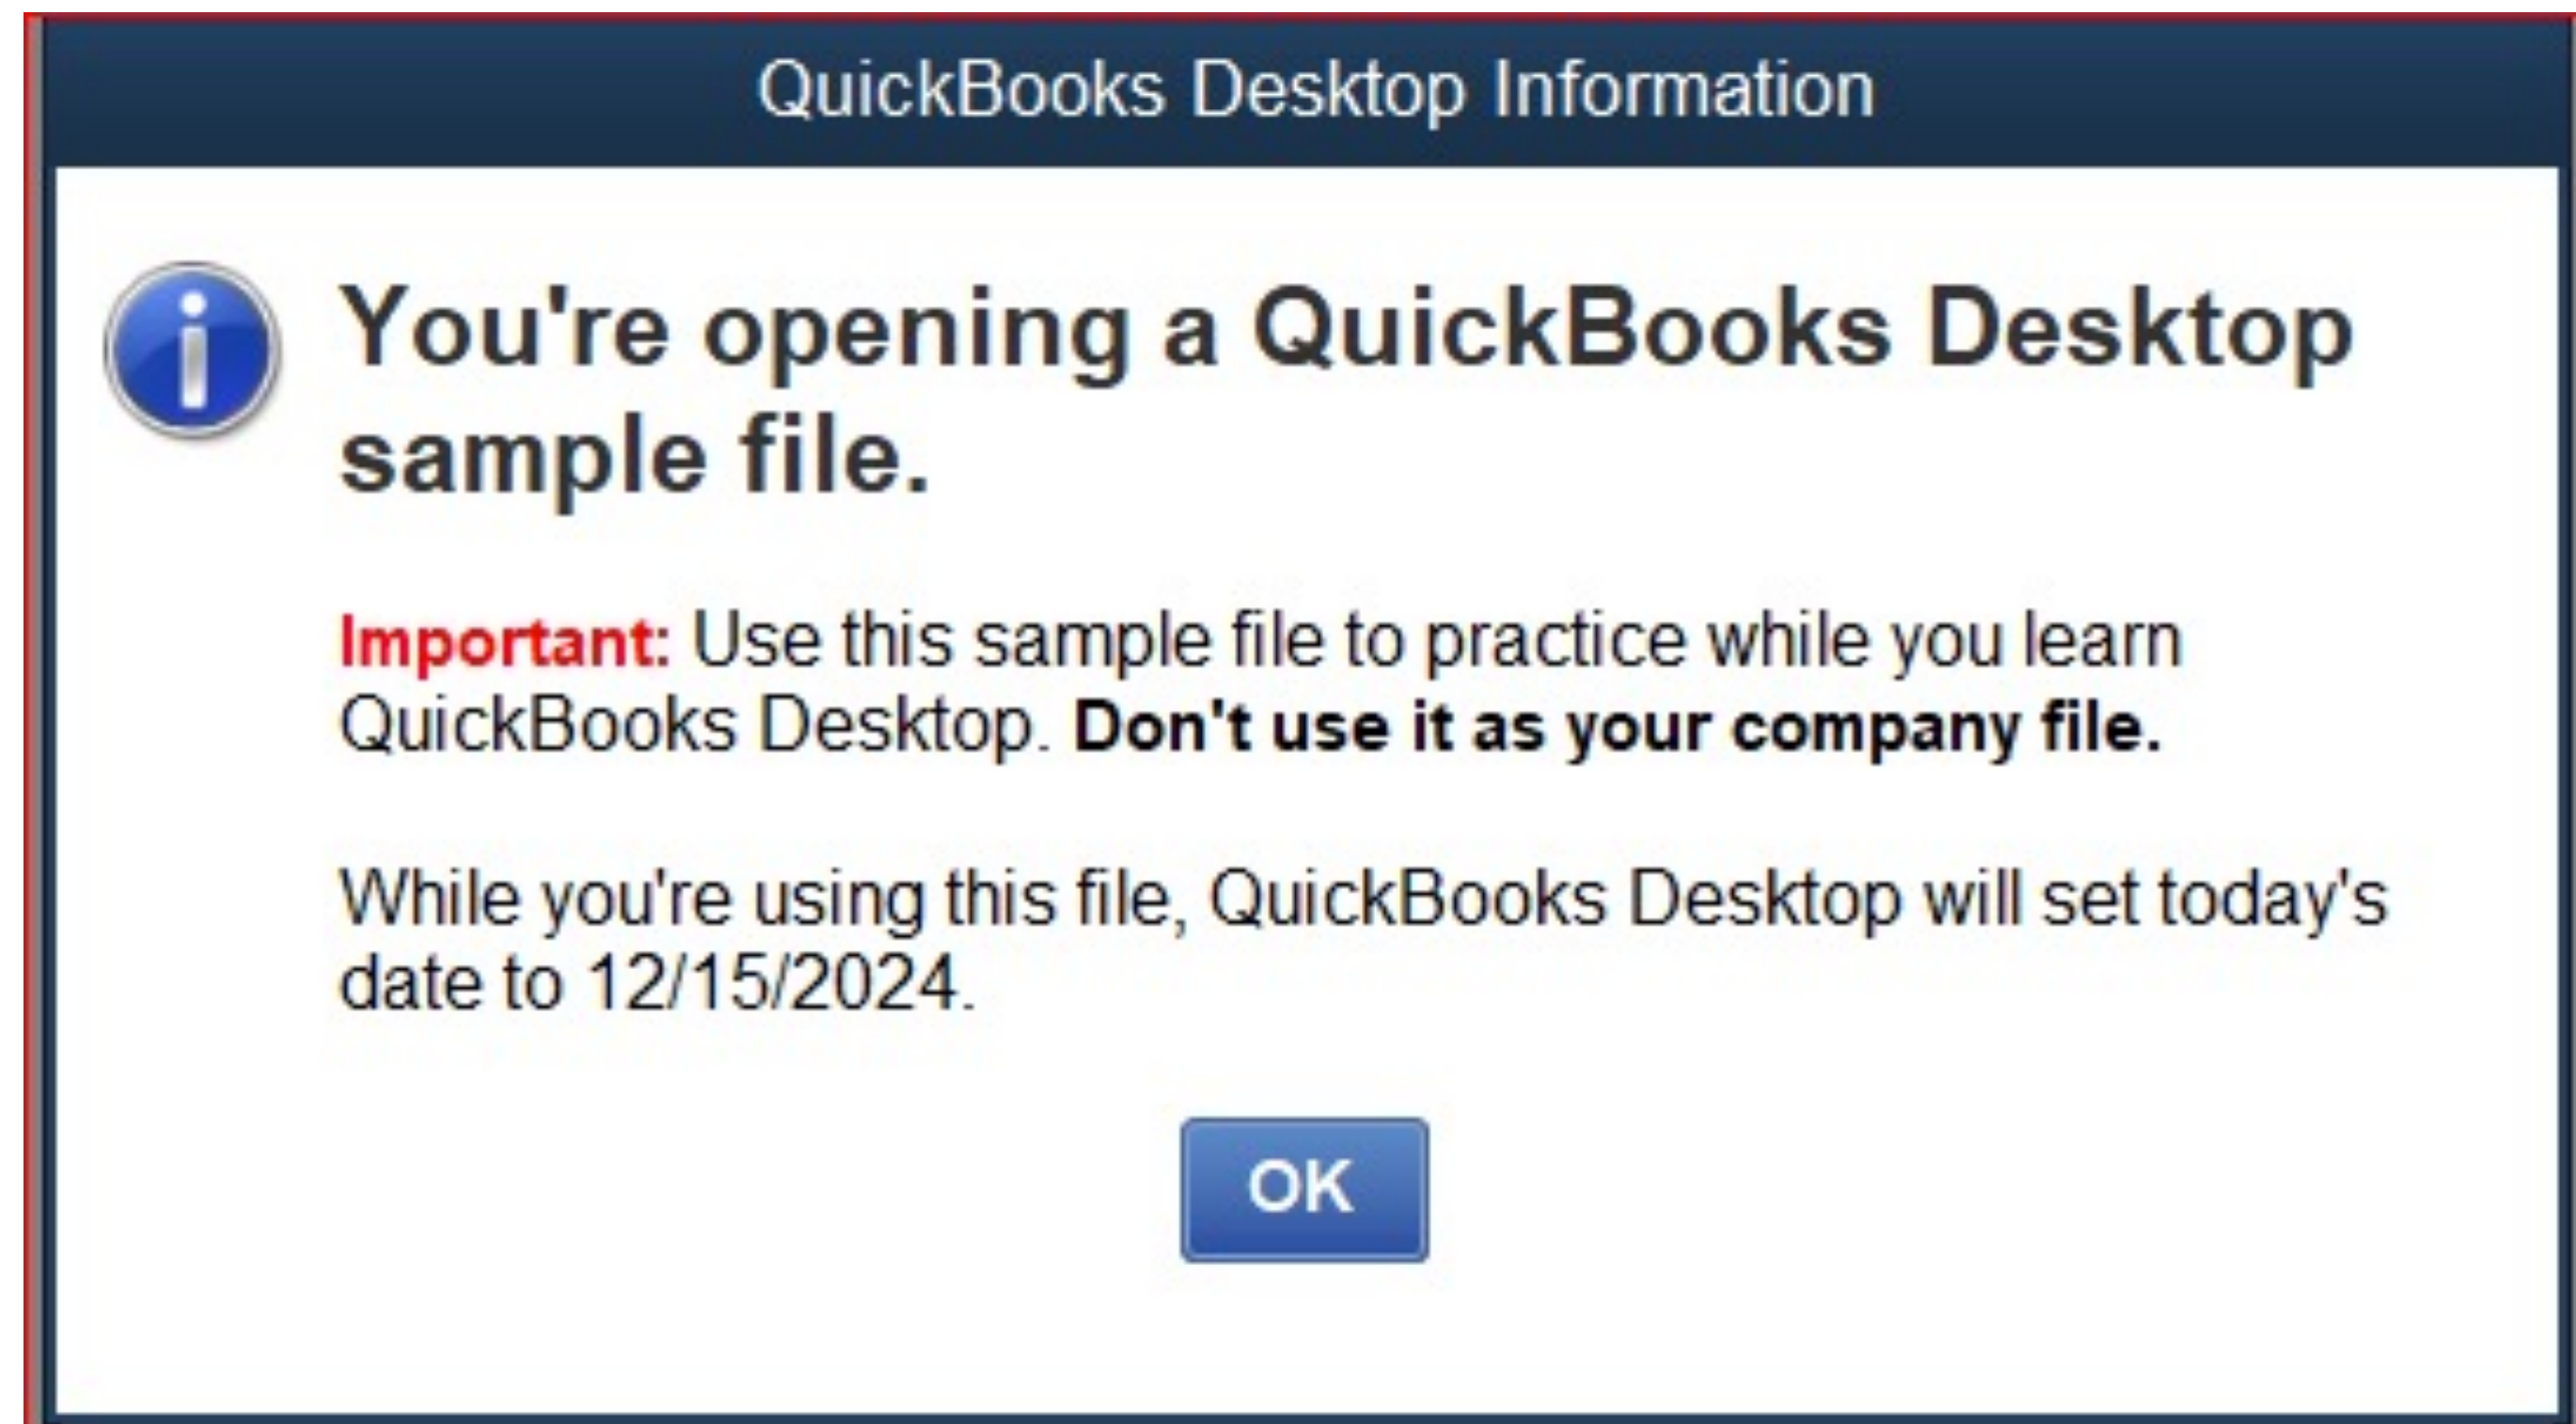 QuickBooks Desktop Information
You're opening a QuickBooks Desktop
sample file.
Important: Use this sample file to practice while you learn
QuickBooks Desktop. Don't use it as your company file.
While you're using this file, QuickBooks Desktop will set today's
date to 12/15/2024.
OK